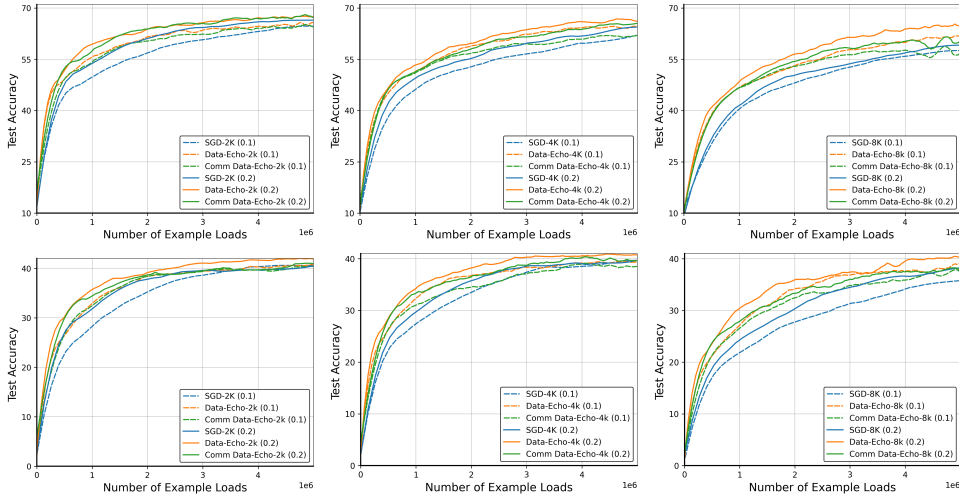 70
55
40
25
10
Test Accuracy
SGD-2K (0.1)
Data-Echo-2k (0.1)
Comm Data-Echo-2k (0.1)
SGD-2K (0.2)
Data-Echo-2k (0.2)
Comm Data-Echo-2k (0.2)
0 1 2 3 4 5
1e6
Number of Example Loads
70
55
40
25
10
Test Accuracy
SGD-4K (0.1)
Data-Echo-4k (0.1)
Comm Data-Echo-4k (0.1)
SGD-4K (0.2)
Data-Echo-4k (0.2)
Comm Data-Echo-4k (0.2)
0 1 2 3 4 5
1e6
Number of Example Loads
70
55
40
25
10
Test Accuracy
SGD-8K (0.1)
Data-Echo-8k (0.1)
Comm Data-Echo-8k (0.1)
SGD-8K (0.2)
Data-Echo-8k (0.2)
Comm Data-Echo-8k (0.2)
0 1 2 3 4 5
1e6
Number of Example Loads
40
30
20
10
0
Test Accuracy
SGD-2K (0.1)
Data-Echo-2k (0.1)
Comm Data-Echo-2k (0.1)
SGD-2K (0.2)
Data-Echo-2k (0.2)
Comm Data-Echo-2k (0.2)
0 1 2 3 4 5
1e6
Number of Example Loads
40
30
20
10
0
Test Accuracy
SGD-4K (0.1)
Data-Echo-4k (0.1)
Comm Data-Echo-4k (0.1)
SGD-4K (0.2)
Data-Echo-4k (0.2)
Comm Data-Echo-4k (0.2)
0 1 2 3 4 5
1e6
Number of Example Loads
40
30
20
10
0
Test Accuracy
SGD-8K (0.1)
Data-Echo-8k (0.1)
Comm Data-Echo-8k (0.1)
SGD-8K (0.2)
Data-Echo-8k (0.2)
Comm Data-Echo-8k (0.2)
0 1 2 3 4 5
1e6
Number of Example Loads